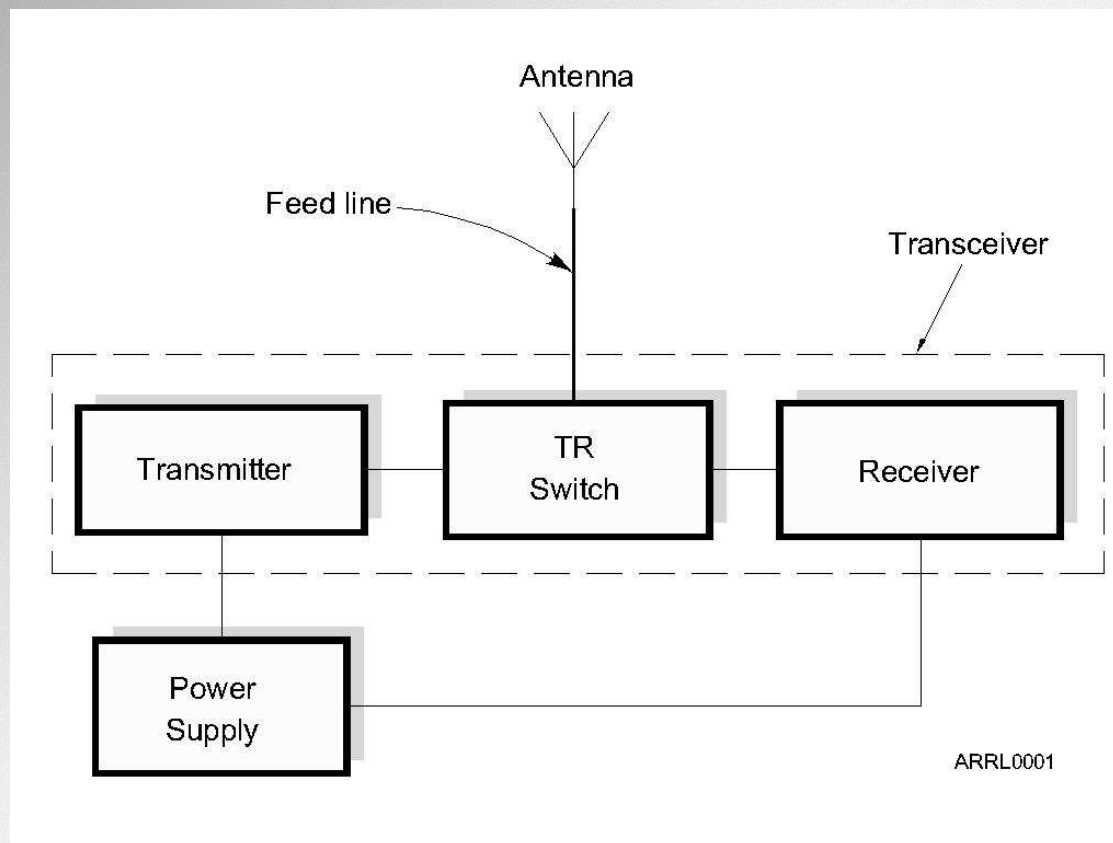 Antenna
Feed line
Transceiver
Transmitter
TR
Switch
Receiver
Power
Supply
ARRL0001